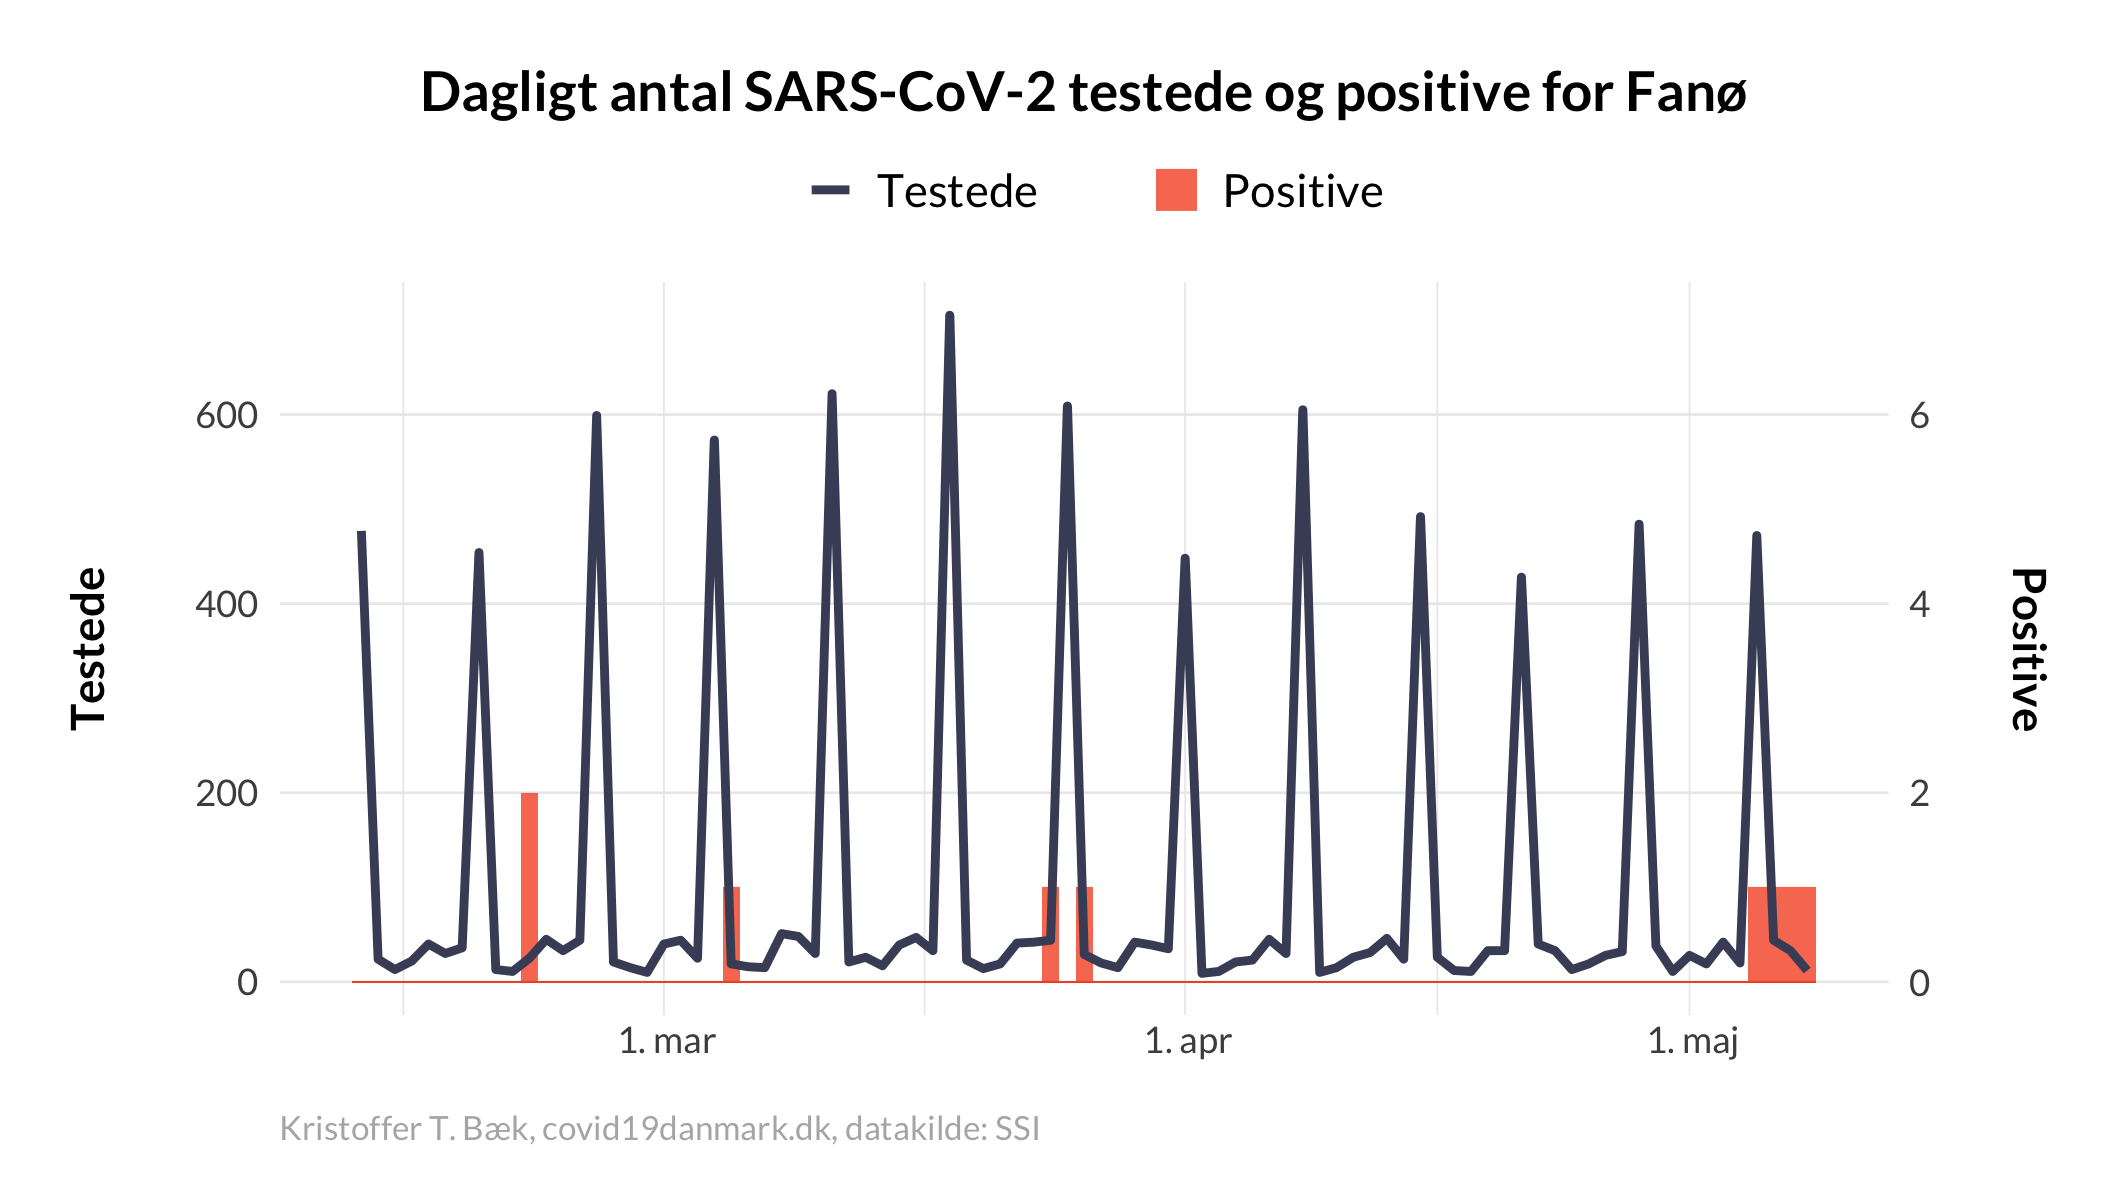 Dagligt antal SARS-CoV-2 testede og positive for Fanø
Testede
Positive
Testede
600
400
200
0
6
4
2
0
Positive
1. mar
1. apr
1. maj
Kristoffer T. Bæk, covid19danmark.dk, datakilde: SSI